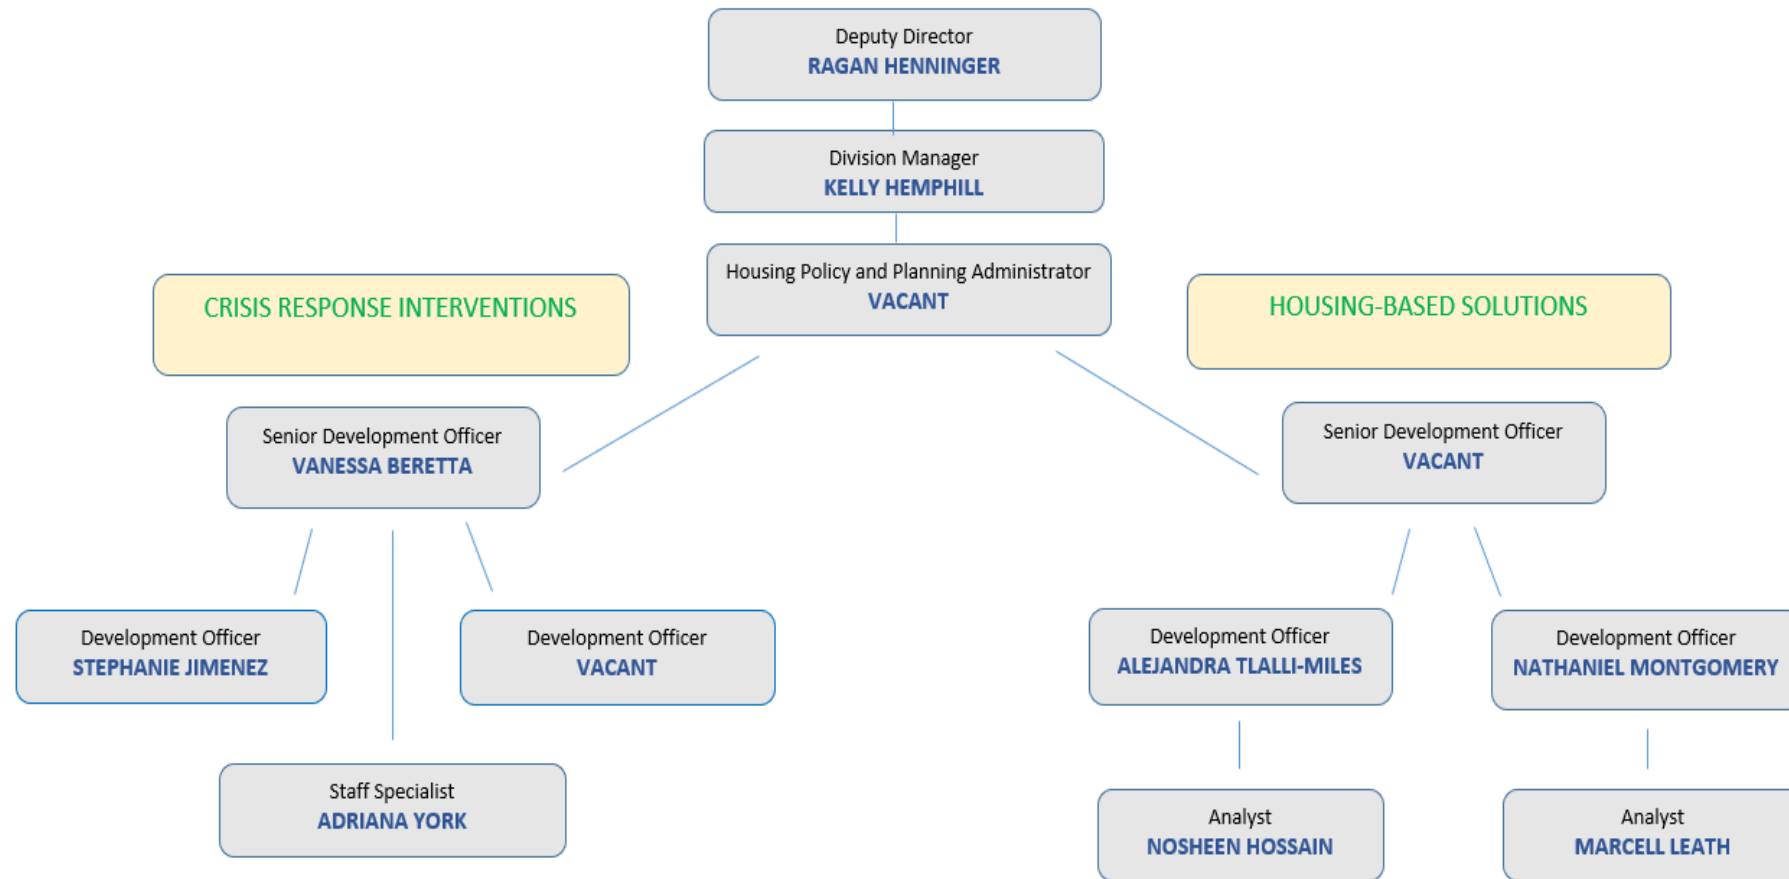 Deputy Director
RAGAN HENNINGER
Division Manager
KELLY HEMPHILL
Housing Policy and Planning Administrator
VACANT
CRISIS RESPONSE INTERVENTIONS
HOUSING-BASED SOLUTIONS
Senior Development Officer
VANESSA BERETTA
Senior Development Officer
VACANT
Development Officer
STEPHANIE JIMENEZ
Development Officer
VACANT
Development Officer
ALEJANDRA TLALLI-MILES
Development Officer
NATHANIEL MONTGOMERY
Staff Specialist
ADRIANA YORK
Analyst
NOSHEEN HOSSAIN
Analyst
MARCELL LEATH